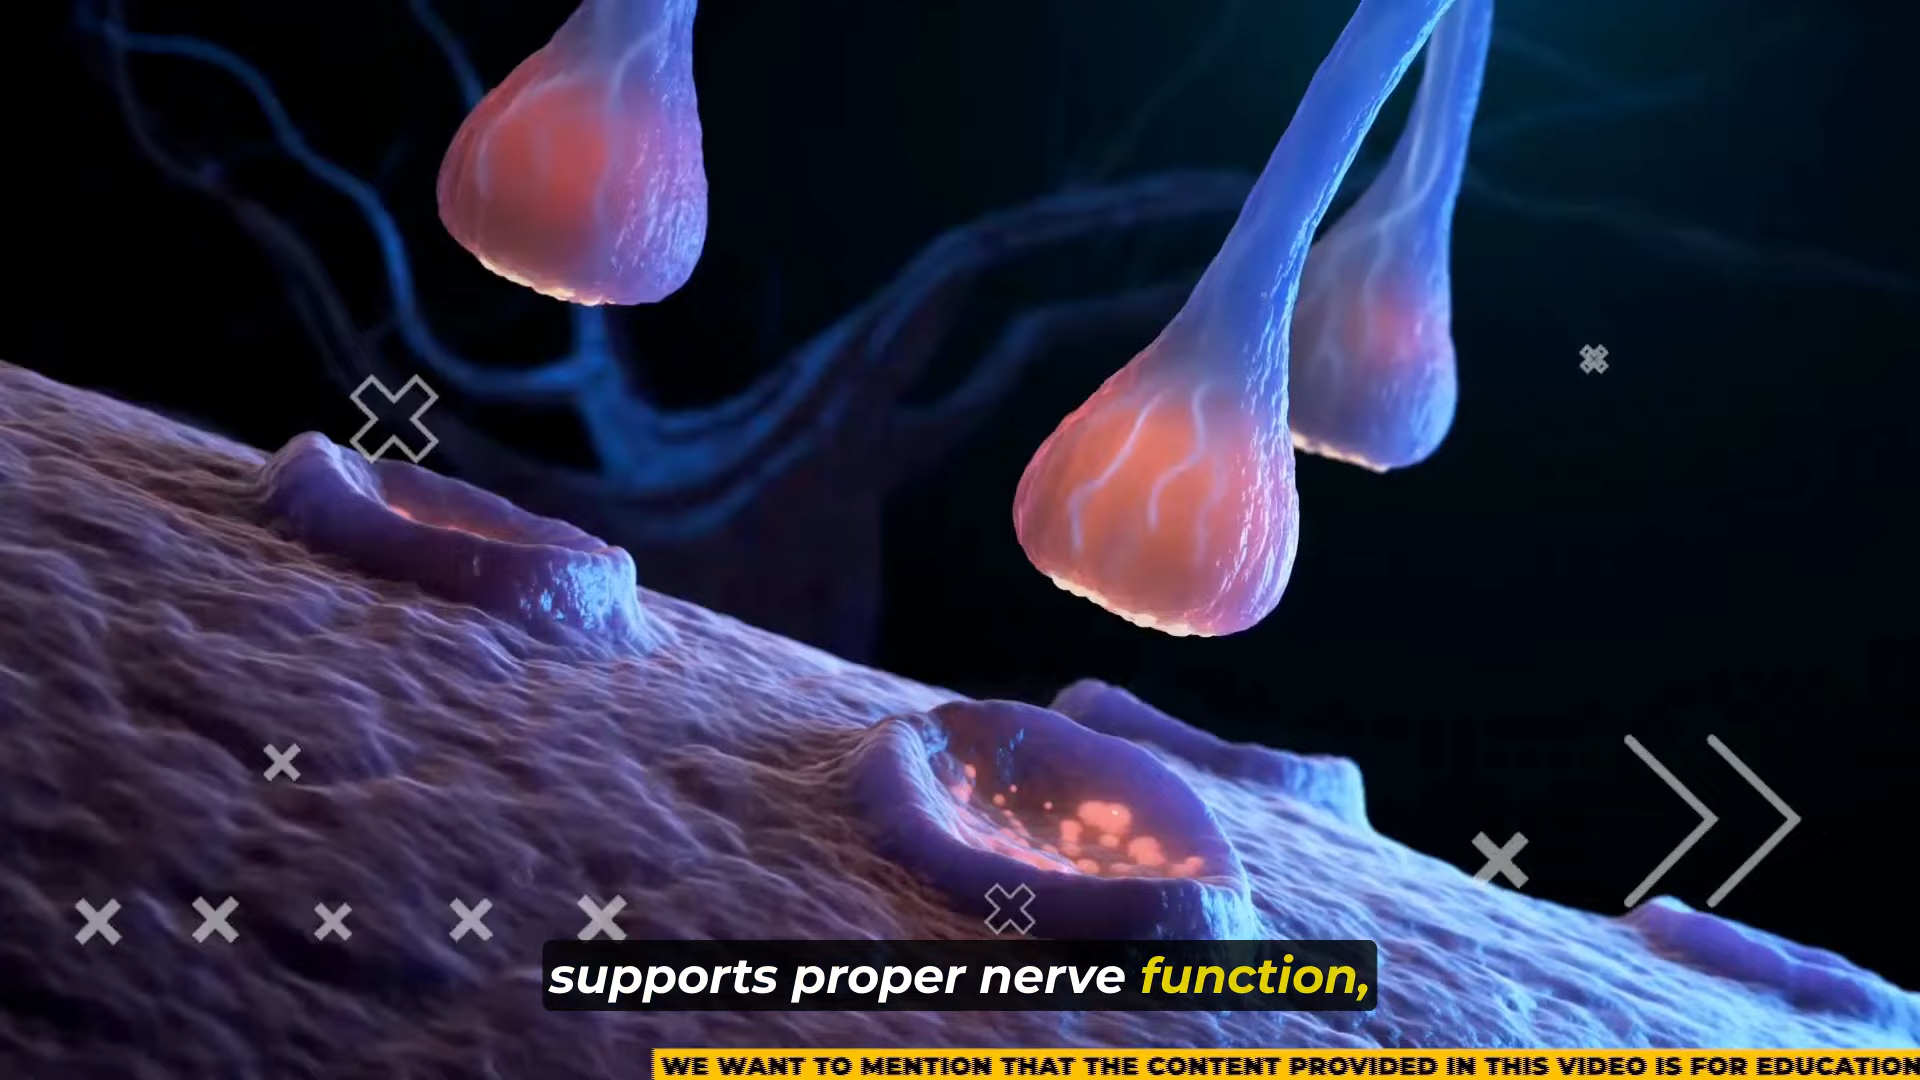 supports proper nerve function,
WE WANT TO MENTION THAT THE CONTENT PROVIDED IN THIS VIDEO IS FOR EDUCATION